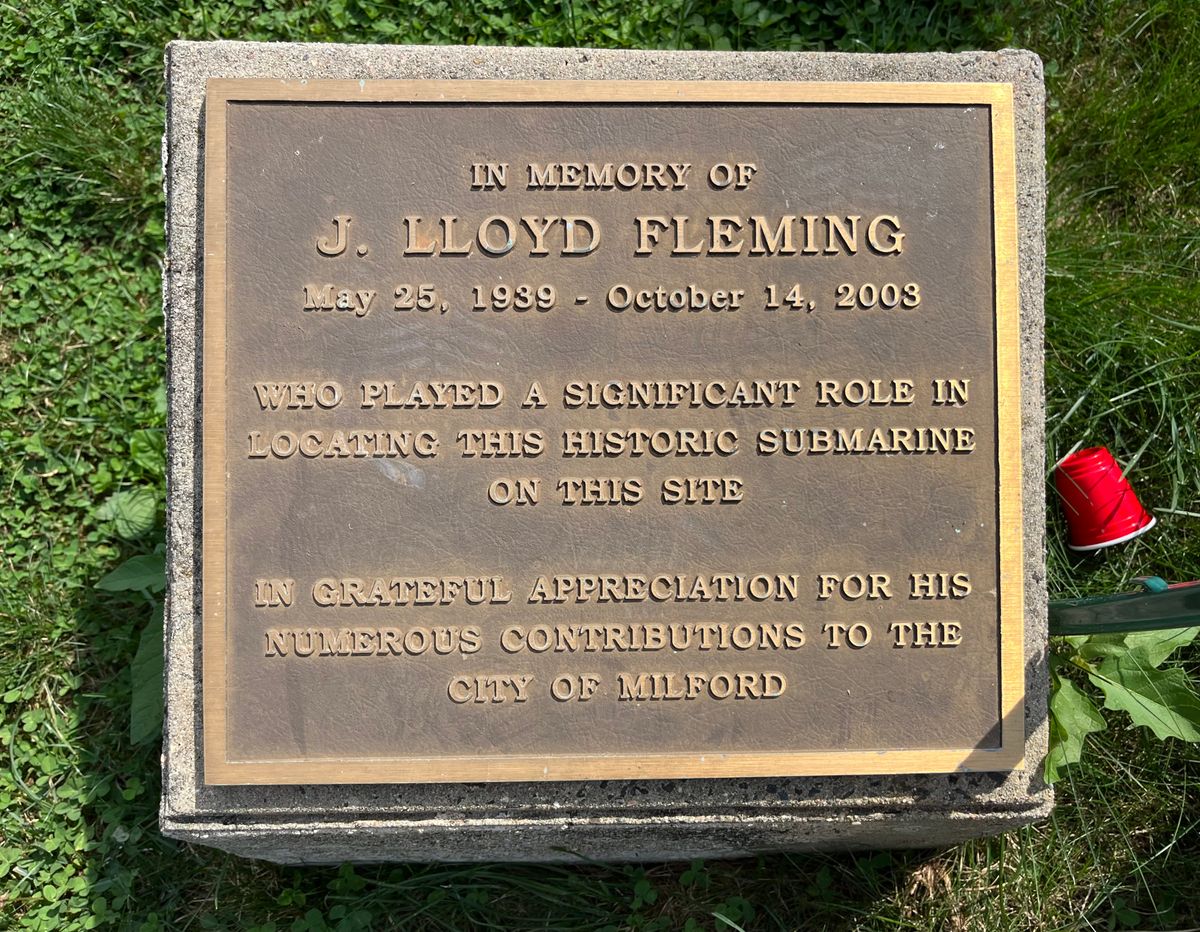 IN MEMORY OF
J. LLOYD FLEMING
May 25, 1939 - October 14, 2008
WHO PLAYED A SIGNIFICANT ROLE IN
LOCATING THIS HISTORIC SUBMARINE
ON THIS SITE
IN GRATEFUL APPRECIATION FOR HIS
NUMEROUS CONTRIBUTIONS TO THE
CITY OF MILFORD